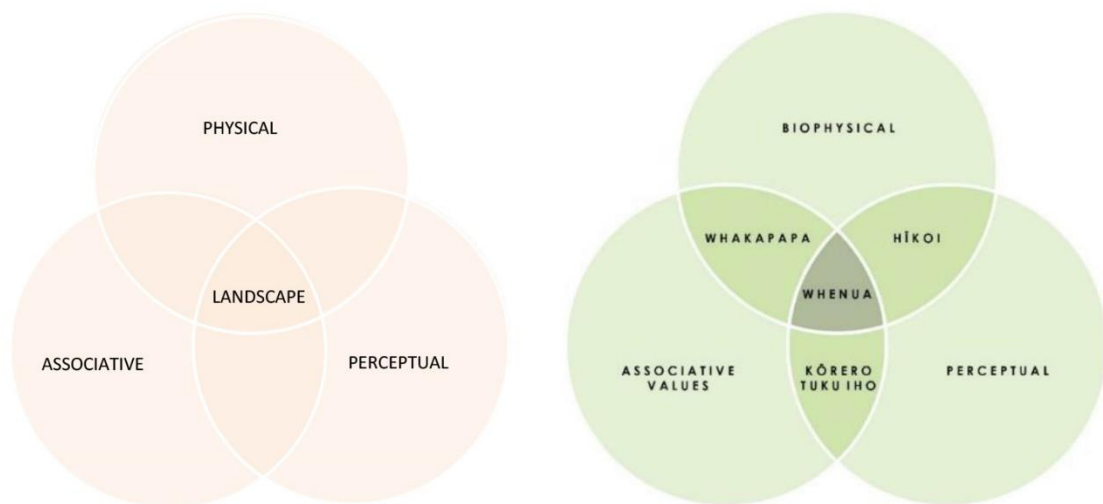 PHYSICAL
LANDSCAPE
ASSOCIATIVE
PERCEPTUAL
BIOPHYSICAL
WHAKAPAPA
HĪKOI
WHENUA
ASSOCIATIVE
VALUES
KŌRERO
TUKU IHO
PERCEPTUAL